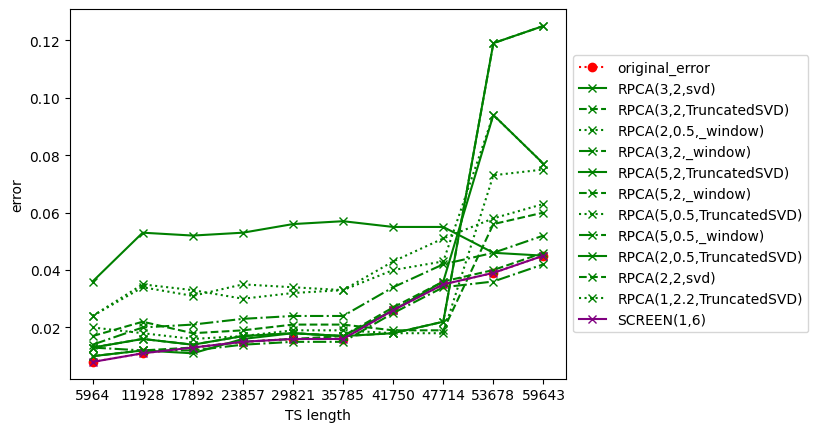 0.12
0.10
0.08
0.06
0.04
0.02
error
5964 11928 17892 23857 29821 35785 41750 47714 53678 59643
TS length
original_error
RPCA(3,2,svd)
RPCA(3,2,TruncatedSVD)
RPCA(2,0.5,_window)
RPCA(3,2,_window)
RPCA(5,2,TruncatedSVD)
RPCA(5,2,_window)
RPCA(5,0.5,TruncatedSVD)
RPCA(5,0.5,_window)
RPCA(2,0.5,TruncatedSVD)
RPCA(2,2,svd)
RPCA(1,2.2,TruncatedSVD)
SCREEN(1,6)